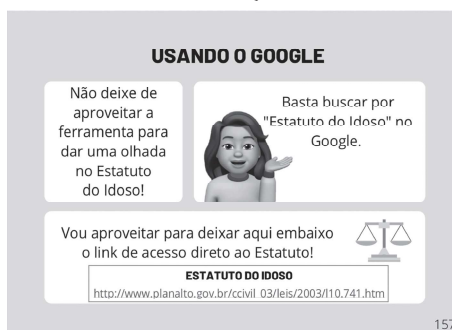 USANDO O GOOGLE
Não deixe de
aproveitar a
ferramenta para
dar uma olhada
no Estatuto
do Idoso!
Basta buscar por
"Estatuto do Idoso" no
Google.
Vou aproveitar para deixar aqui embaixo
o link de acesso direto ao Estatuto!
ESTATUTO DO IDOSO
http://www.planalto.gov.br/ccivil_03/leis/2003/l10.741.htm
157